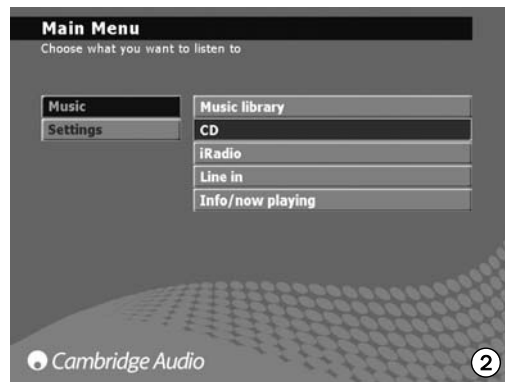 Main Menu
Choose what you want to listen to
Music
Settings
Music library
CD
iRadio
Line in
Info/now playing
Cambridge Audio
2